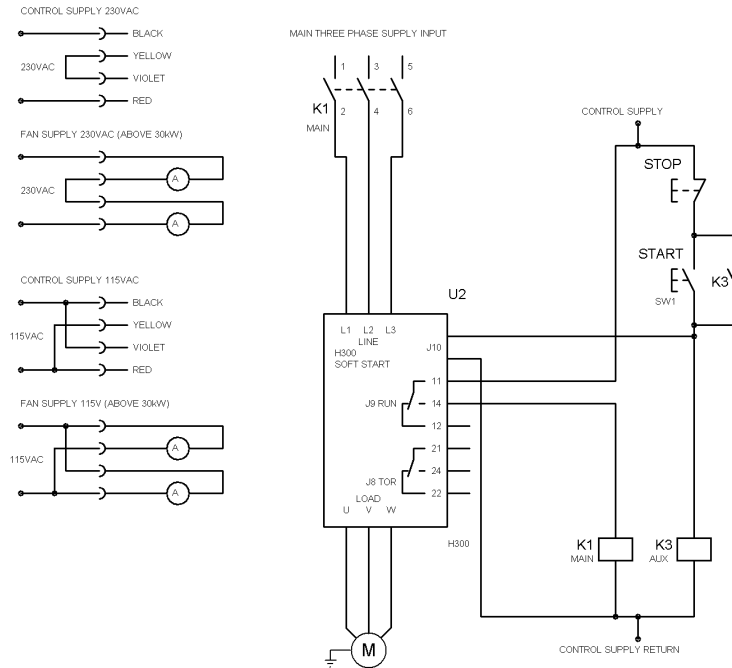 CONTROL SUPPLY 230VAC
BLACK
YELLOW
230VAC
VIOLET
RED
FAN SUPPLY 230VAC (ABOVE 30kW)
A
230VAC
A
CONTROL SUPPLY 115VAC
BLACK
YELLOW
115VAC
VIOLET
RED
FAN SUPPLY 115V (ABOVE 30kW)
A
115VAC
A
MAIN THREE PHASE SUPPLY INPUT
1 3 5
K1
2 4 6
MAIN
CONTROL SUPPLY
STOP
START
K3
SW1
U2
L1 L2 L3
LINE
J10
H300
SOFT START
11
J9 RUN
14
12
21
24
J8 TOR
22
LOAD
U V W
H300
K1
MAIN
K3
AUX
M
CONTROL SUPPLY RETURN